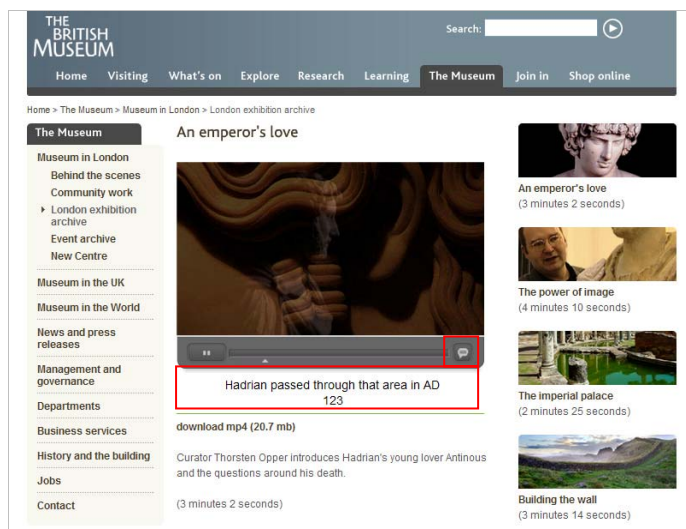 THE
BRITISH
MUSEUM
Search:
Home Visiting What's on Explore Research Learning The Museum Join in Shop online
Home > The Museum > Museum in London > London exhibition archive
The Museum
Museum in London
Behind the scenes
Community work
London exhibition
archive
Event archive
New Centre
Museum in the UK
Museum in the World
News and press
releases
Management and
governance
Departments
Business services
History and the building
Jobs
Contact
An emperor's love
Hadrian passed through that area in AD
123
download mp4 (20.7 mb)
Curator Thorsten Opper introduces Hadrian's young lover Antinous
and the questions around his death.
(3 minutes 2 seconds)
An emperor's love
(3 minutes 2 seconds)
The power of image
(4 minutes 10 seconds)
The imperial palace
(2 minutes 25 seconds)
Building the wall
(3 minutes 14 seconds)